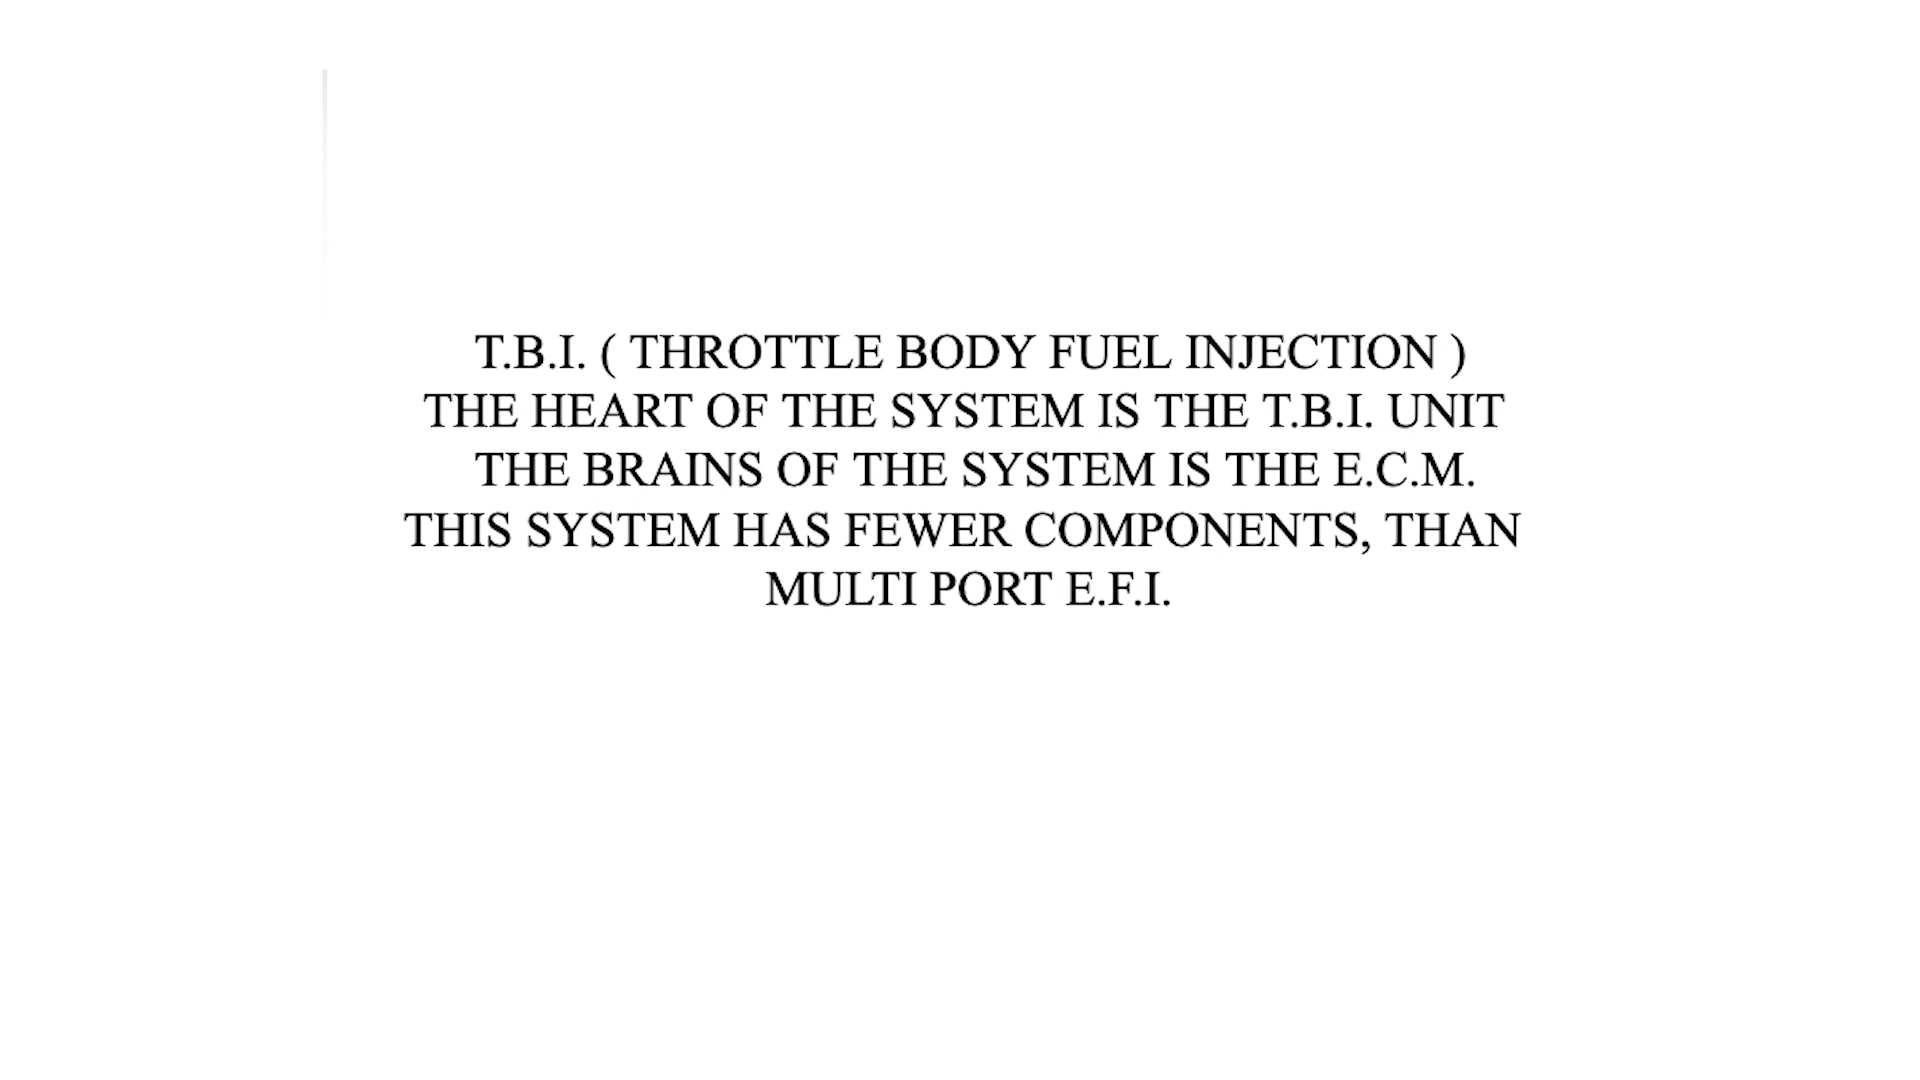 T.B.I. ( THROTTLE BODY FUEL INJECTION )
THE HEART OF THE SYSTEM IS THE T.B.I. UNIT
THE BRAINS OF THE SYSTEM IS THE E.C.M.
THIS SYSTEM HAS FEWER COMPONENTS, THAN
MULTI PORT E.F.I.